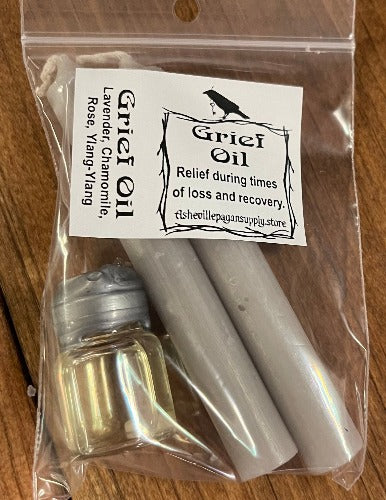 Grief Oil
Lavender, Chamomile,
Rose, Ylang-Ylang
Grief
Oil
Relief during times
of loss and recovery.
Ashevillepagansupply.store